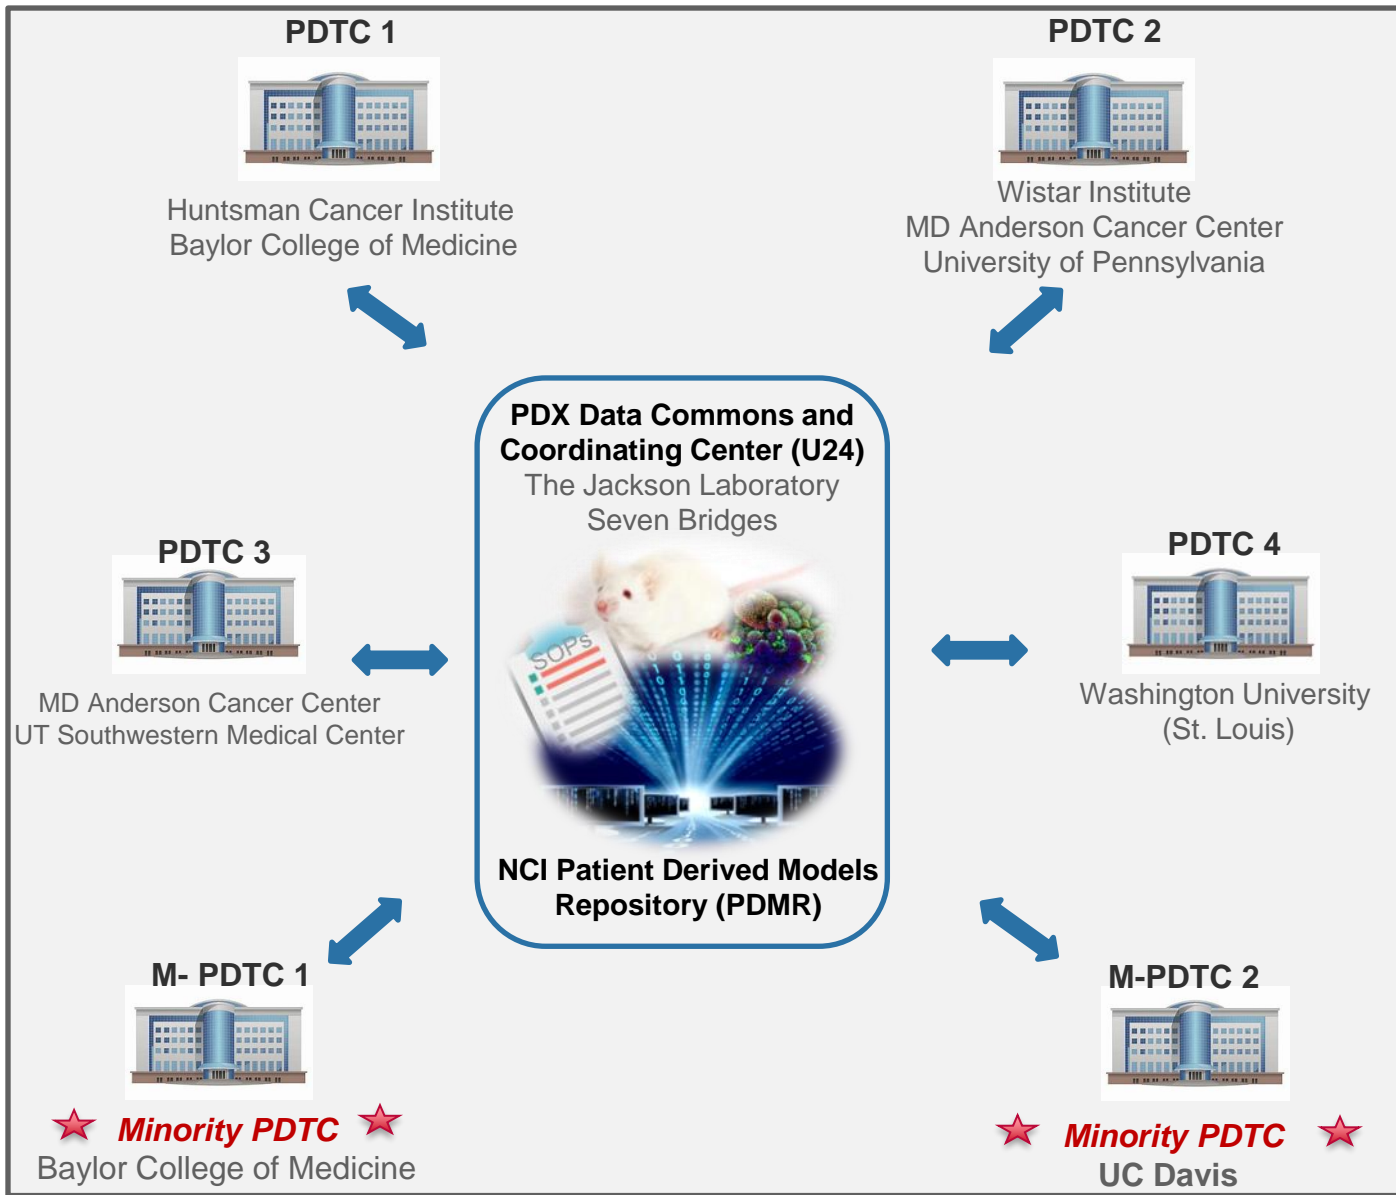 PDTC 1
Huntsman Cancer Institute
Baylor College of Medicine
PDTC 2
Wistar Institute
MD Anderson Cancer Center
University of Pennsylvania
PDX Data Commons and
Coordinating Center (U24)
The Jackson Laboratory
Seven Bridges
SOPs
NCI Patient Derived Models
Repository (PDMR)
PDTC 3
MD Anderson Cancer Center
UT Southwestern Medical Center
PDTC 4
Washington University
(St. Louis)
M- PDTC 1
Minority PDTC
Baylor College of Medicine
M-PDTC 2
Minority PDTC
UC Davis